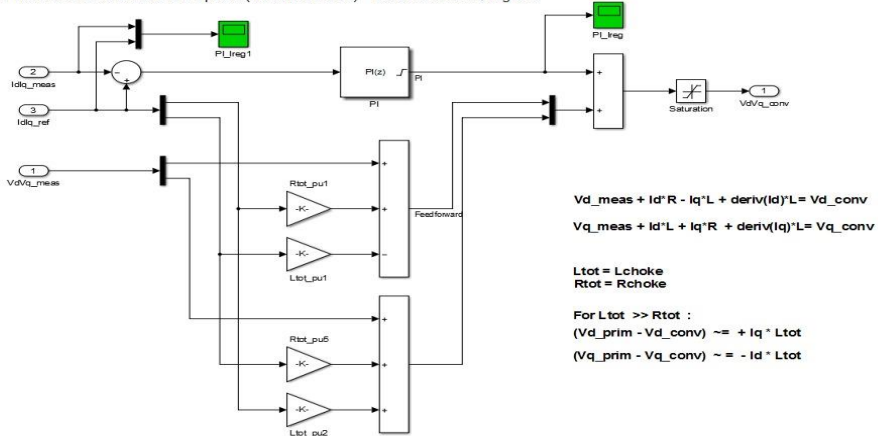 PI_Ireg1
PI_Ireg
2
IdIq_meas
−
+
PI(z)
PI
PI
+
+
Saturation
1
VdVq_conv
3
IdIq_ref
1
VdVq_meas
Rtot_pu1
-K-
Ltot_pu1
-K-
+
+
−
Feedforward
Rtot_pu5
-K-
-K-
Ltot_pu2
+
+
+
Vd_meas + Id*R - Iq*L + deriv(Id)*L= Vd_conv
Vq_meas + Id*L + Iq*R + deriv(Iq)*L= Vq_conv
Ltot = Lchoke
Rtot = Rchoke
For Ltot >> Rtot :
(Vd_prim - Vd_conv) ~= + Iq * Ltot
(Vq_prim - Vq_conv) ~ = - Id * Ltot